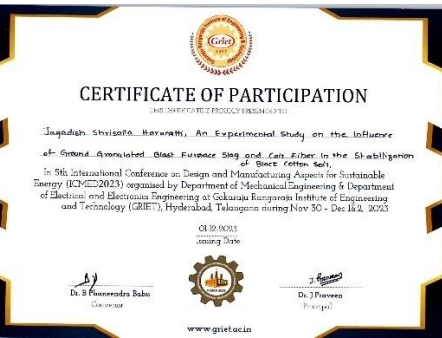 Griet
CERTIFICATE OF PARTICIPATION
THIS CERTIFICATE IS PROUDLY PRESENTED TO
Jagadish Shrisaila Haranatti, An Experimental Study on the Influence
of Ground Granulated Blast Furnace Slag and Fiber in the Stabilization
of Black Cotton Soil.
In 5th International Conference on Design and Manufacturing Aspects for Sustainable
Energy (ICMED2023) organised by Department of Mechanical Engineering & Department
of Electrical and Electronics Engineering at Gokaraju Rangaraju Institute of Engineering
and Technology (GRIET), Hyderabad, Telangana during Nov 30 - Dec 1&2, 2023
01-12-2023
Issuing Date
Dr. B Phaneendra Babu
Convenor
Dr. J Praveen
Principal
www.griet.ac.in